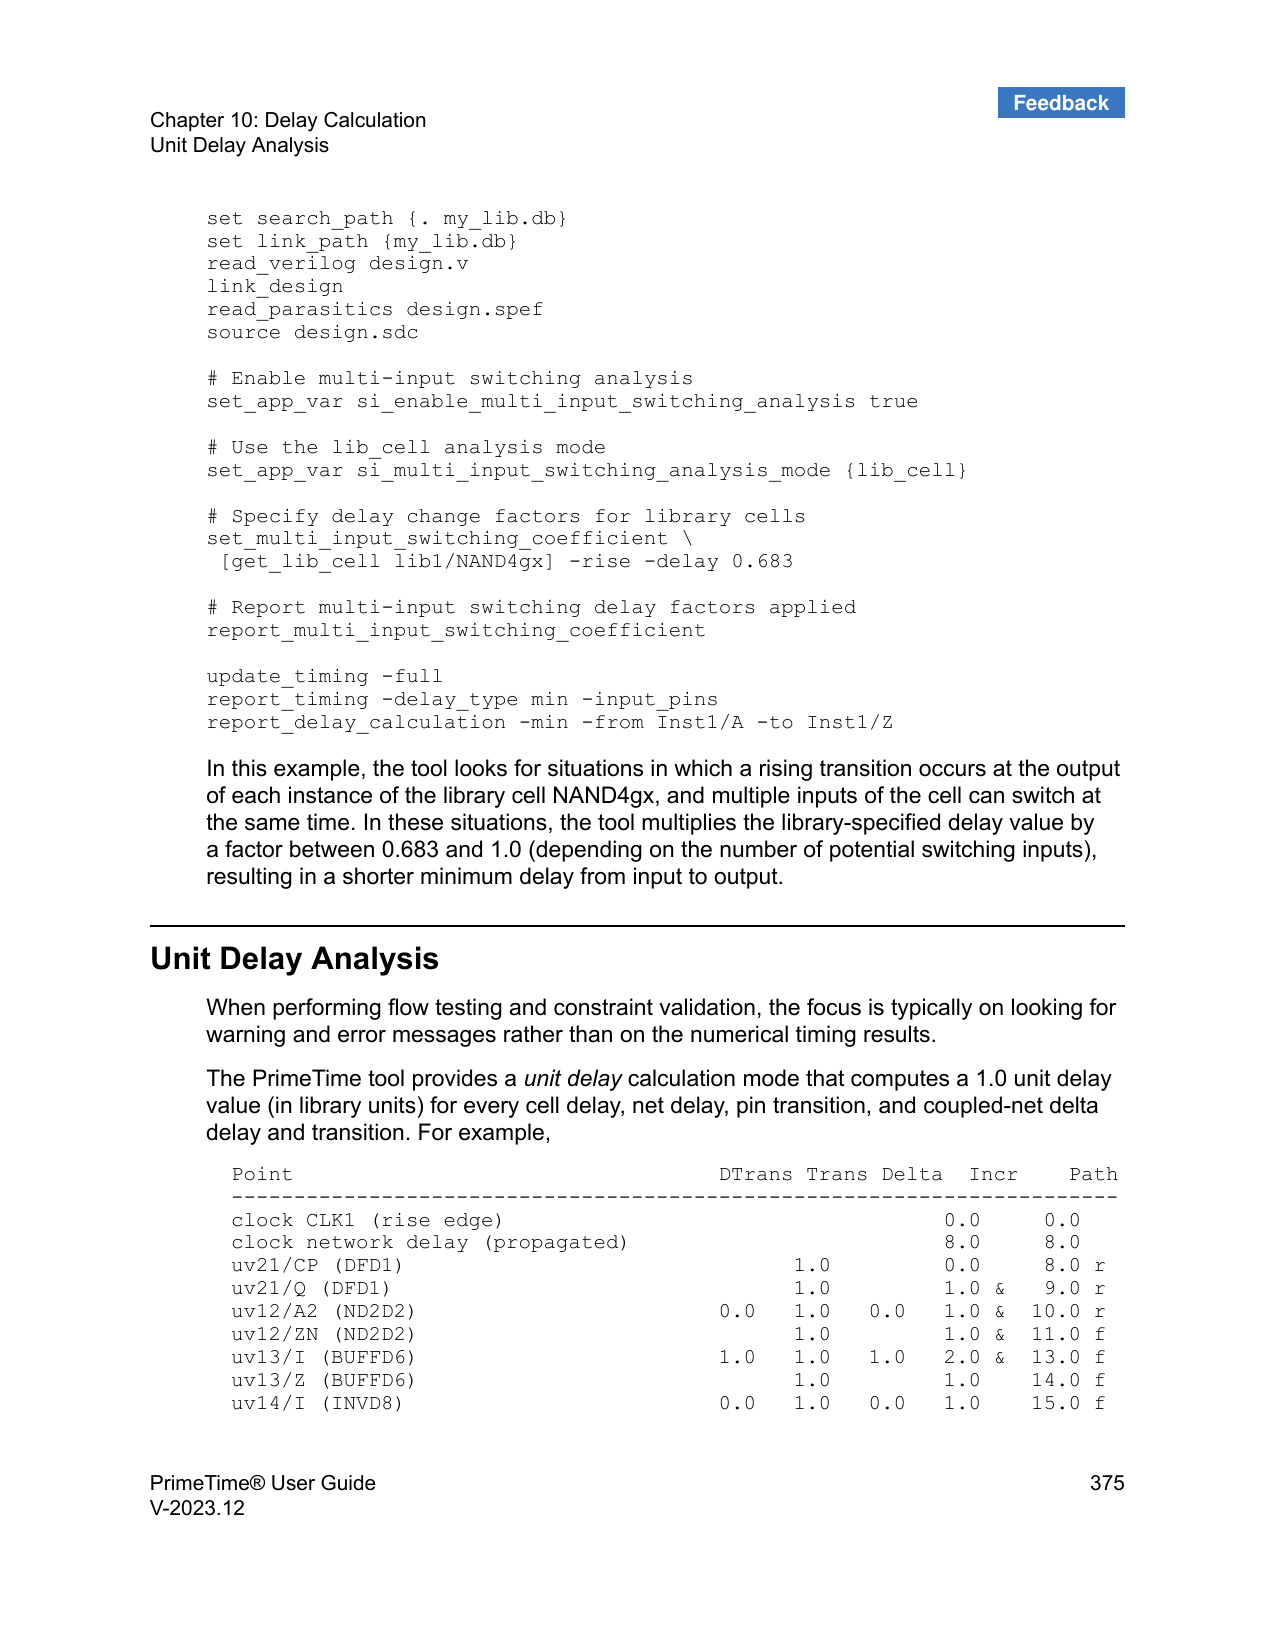 Feedback
Chapter 10: Delay Calculation
Unit Delay Analysis
set search_path {. my_lib.db}
set link_path {my_lib.db}
read_verilog design.v
link_design
read_parasitics design.spef
source design.sdc
# Enable multi-input switching analysis
set_app_var si_enable_multi_input_switching_analysis true
# Use the lib_cell analysis mode
set_app_var si_multi_input_switching_analysis_mode {lib_cell}
# Specify delay change factors for library cells
set_multi_input_switching_coefficient \
[get_lib_cell lib1/NAND4gx] -rise -delay 0.683
# Report multi-input switching delay factors applied
report_multi_input_switching_coefficient
update_timing -full
report_timing -delay_type min -input_pins
report_delay_calculation -min -from Inst1/A -to Inst1/Z
In this example, the tool looks for situations in which a rising transition occurs at the output
of each instance of the library cell NAND4gx, and multiple inputs of the cell can switch at
the same time. In these situations, the tool multiplies the library-specified delay value by
a factor between 0.683 and 1.0 (depending on the number of potential switching inputs),
resulting in a shorter minimum delay from input to output.
Unit Delay Analysis
When performing flow testing and constraint validation, the focus is typically on looking for
warning and error messages rather than on the numerical timing results.
The PrimeTime tool provides a unit delay calculation mode that computes a 1.0 unit delay
value (in library units) for every cell delay, net delay, pin transition, and coupled-net delta
delay and transition. For example,
Point DTrans Trans Delta Incr Path
-----------------------------------------------------------------------
clock CLK1 (rise edge) 0.0 0.0
clock network delay (propagated) 8.0 8.0
uv21/CP (DFD1) 1.0 0.0 8.0 r
uv21/Q (DFD1) 1.0 1.0 & 9.0 r
uv12/A2 (ND2D2) 0.0 1.0 0.0 1.0 & 10.0 r
uv12/ZN (ND2D2) 1.0 1.0 & 11.0 f
uv13/I (BUFFD6) 1.0 1.0 1.0 2.0 & 13.0 f
uv13/Z (BUFFD6) 1.0 1.0 14.0 f
uv14/I (INVD8) 0.0 1.0 0.0 1.0 15.0 f
PrimeTime® User Guide 375
V-2023.12